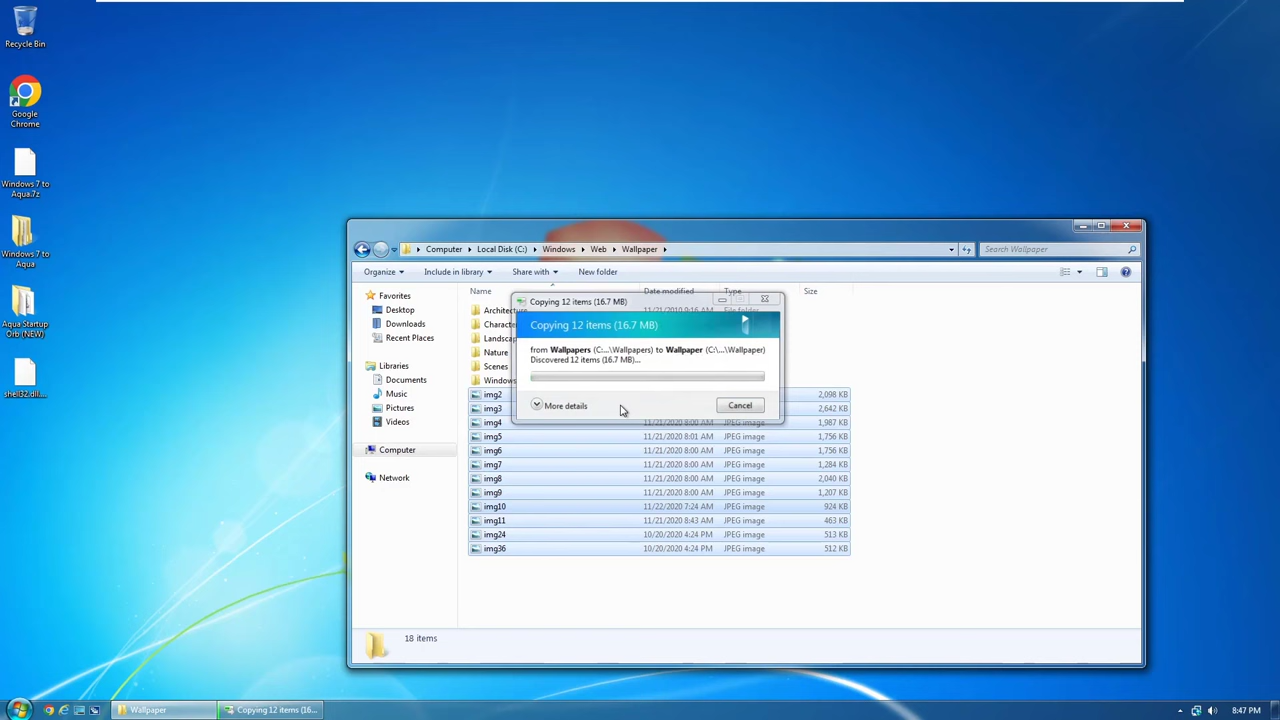 Recycle Bin
Google
Chrome
Windows 7 to
Aqua.7z
Windows 7 to
Aqua
Aqua Startup
Orb (NEW)
shell32.dll....
Computer
Local Disk (C:)
Windows
Web
Wallpaper
Search Wallpaper
Organize
Include in library
Share with
New folder
Favorites
Desktop
Downloads
Recent Places
Libraries
Documents
Music
Pictures
Videos
Computer
Network
Name
Date modified
Type
Size
Nature
Scenes
Copying 12 items (16.7 MB)
Copying 12 items (16.7 MB)
from Wallpapers (C:...\Wallpapers) to Wallpaper (C:\...\Wallpaper)
Discovered 12 items (16.7 MB)...
More details
Cancel
img2 2,098 KB
img3 2,642 KB
img4 11/21/2020 8:00 AM JPEG image 1,987 KB
img5 11/21/2020 8:01 AM JPEG image 1,756 KB
img6 11/21/2020 8:00 AM JPEG image 1,756 KB
img7 11/21/2020 8:00 AM JPEG image 1,284 KB
img8 11/21/2020 8:00 AM JPEG image 2,040 KB
img9 11/21/2020 8:00 AM JPEG image 1,207 KB
img10 11/22/2020 7:24 AM JPEG image 924 KB
img11 11/21/2020 8:43 AM JPEG image 463 KB
img24 10/20/2020 4:24 PM JPEG image 513 KB
img36 10/20/2020 4:24 PM JPEG image 512 KB
18 items
Wallpaper
Copying 12 items (16...
8:47 PM